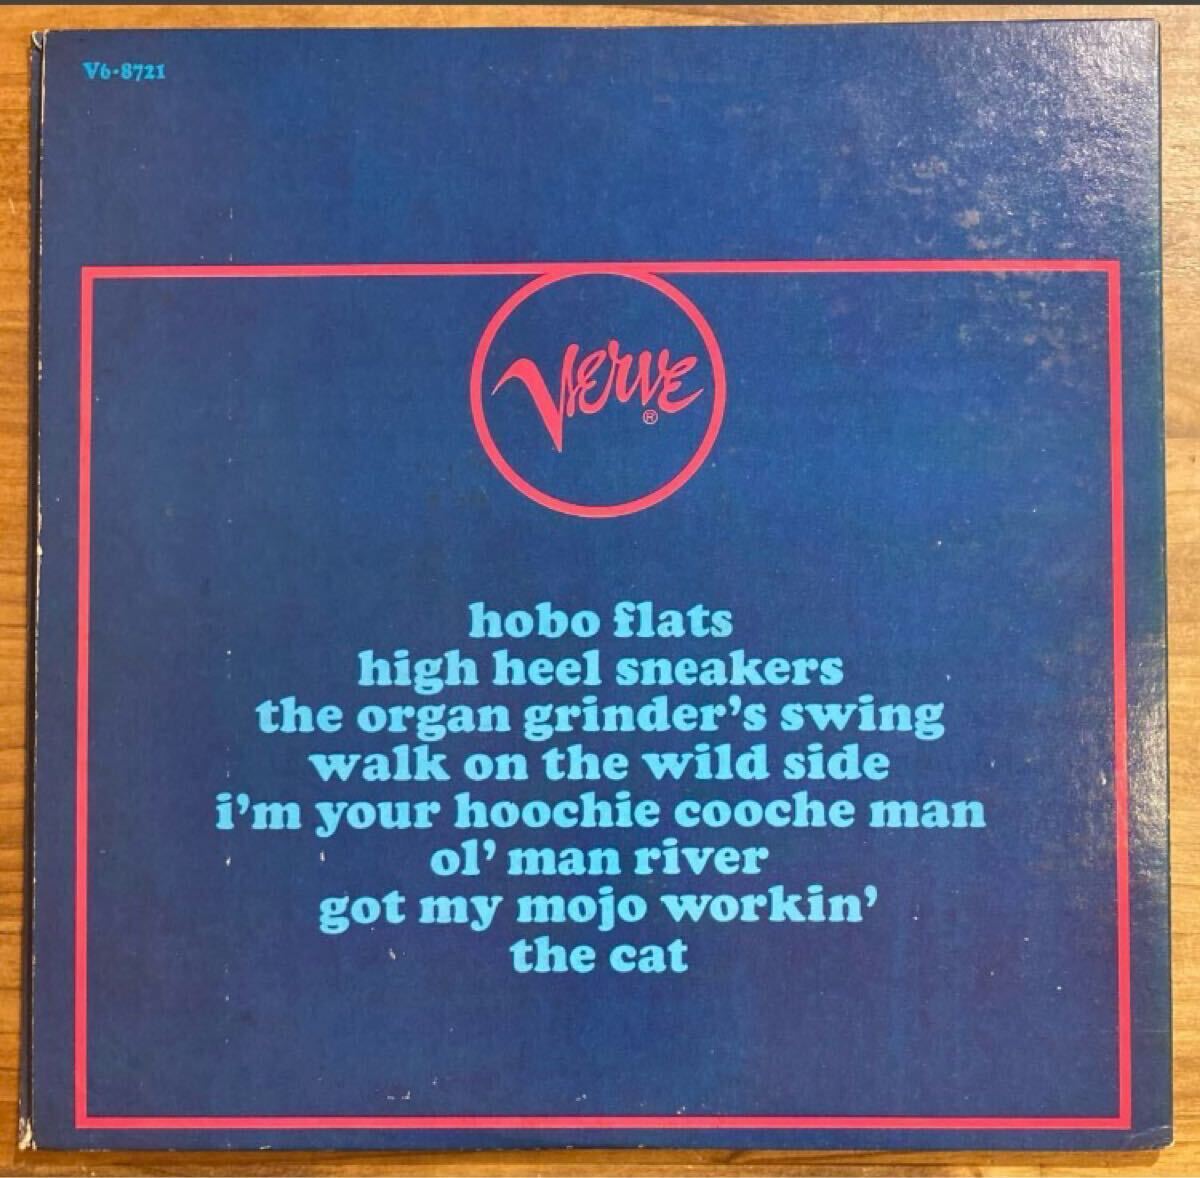 V6-8721
Verve
®
hobo flats
high heel sneakers
the organ grinder's swing
walk on the wild side
i'm your hoochie cooche man
ol' man river
got my mojo workin'
the cat